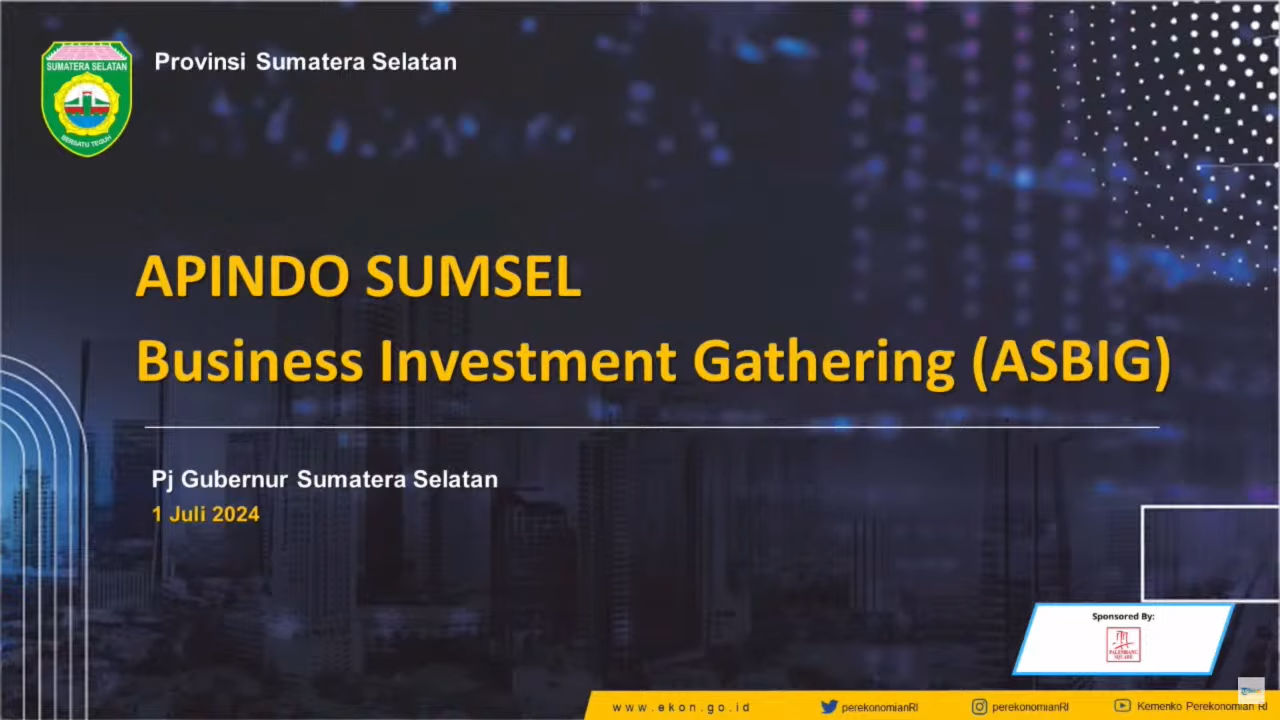 SUMATERA SELATAN
BERSATU TEGUH
Provinsi Sumatera Selatan
APINDO SUMSEL
Business Investment Gathering (ASBIG)
Pj Gubernur Sumatera Selatan
1 Juli 2024
Sponsored By:
PALEMBANG
www.ekon.go.id
perekonomianRI
perekonomianRI
Kemenko Perekonomian RI